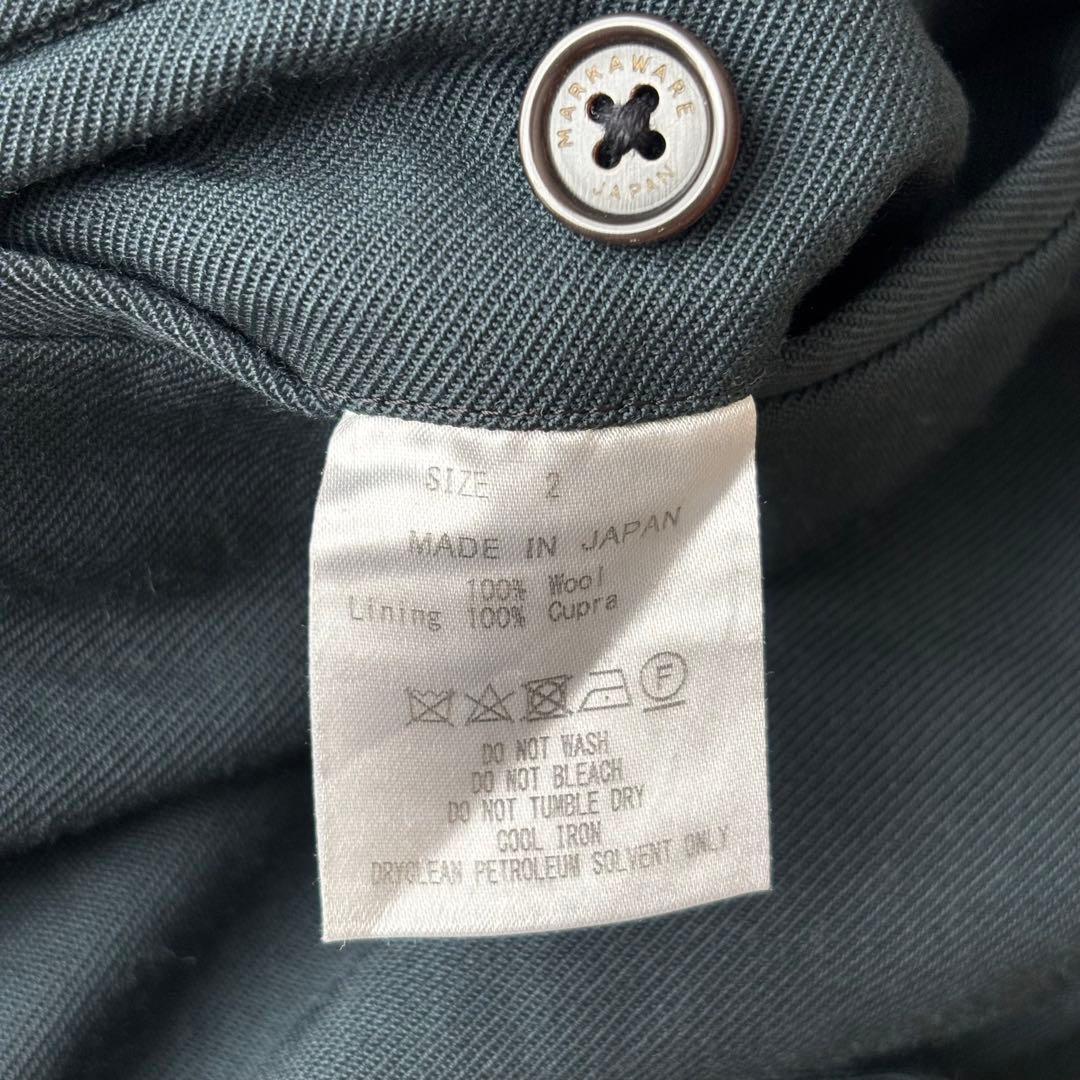 MARKAWARE
JAPAN
SIZE 2
MADE IN JAPAN
100% Wool
Lining 100% Cupra
F
DO NOT WASH
DO NOT BLEACH
DO NOT TUMBLE DRY
COOL IRON
DRYCLEAN PETROLEUM SOLVENT ONLY